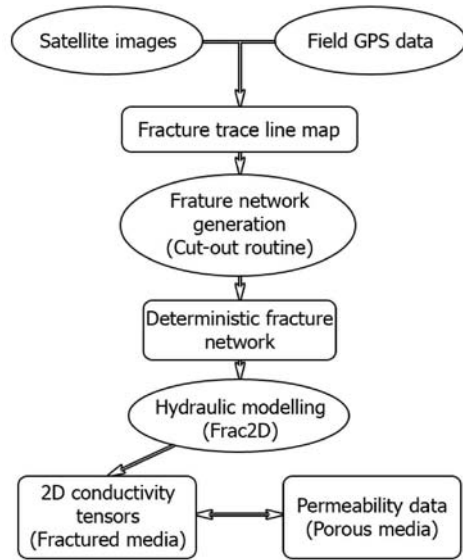 Satellite images
Field GPS data
Fracture trace line map
Frature network
generation
(Cut-out routine)
Deterministic fracture
network
Hydraulic modelling
(Frac2D)
2D conductivity
tensors
(Fractured media)
Permeability data
(Porous media)